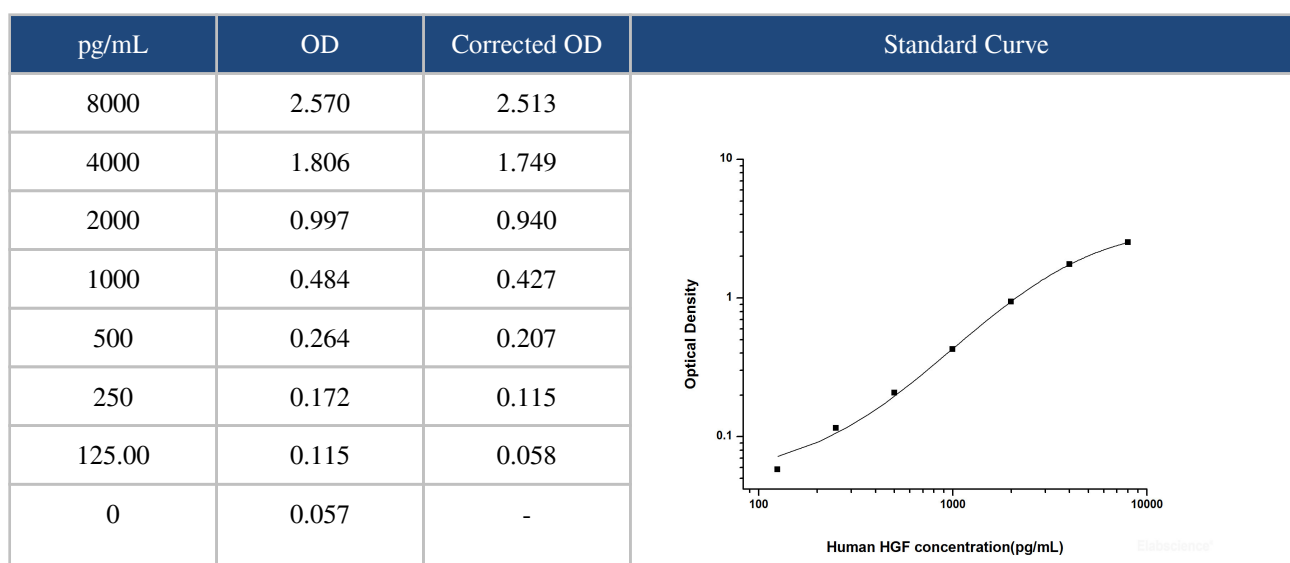 pg/mL OD Corrected OD Standard Curve
8000 2.570 2.513
4000 1.806 1.749
2000 0.997 0.940
1000 0.484 0.427
500 0.264 0.207
250 0.172 0.115
125.00 0.115 0.058
0 0.057 -
10
1
0.1
Optical Density
100 1000 10000
Human HGF concentration(pg/mL)
Elabscience®